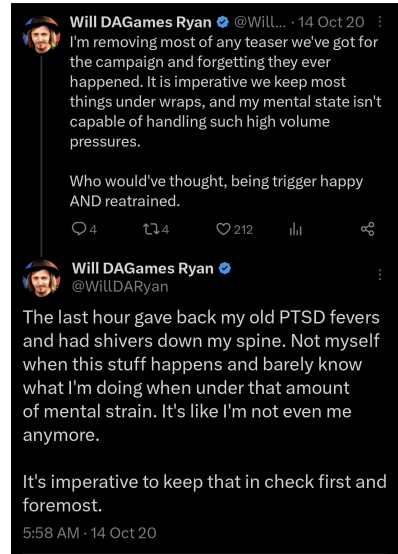 Will DAGames Ryan @Will... · 14 Oct 20
I'm removing most of any teaser we've got for
the campaign and forgetting they ever
happened. It is imperative we keep most
things under wraps, and my mental state isn't
capable of handling such high volume
pressures.
Who would've thought, being trigger happy
AND reatrained.
4 4 212
Will DAGames Ryan
@WillDARyan
The last hour gave back my old PTSD fevers
and had shivers down my spine. Not myself
when this stuff happens and barely know
what I'm doing when under that amount
of mental strain. It's like I'm not even me
anymore.
It's imperative to keep that in check first and
foremost.
5:58 AM · 14 Oct 20